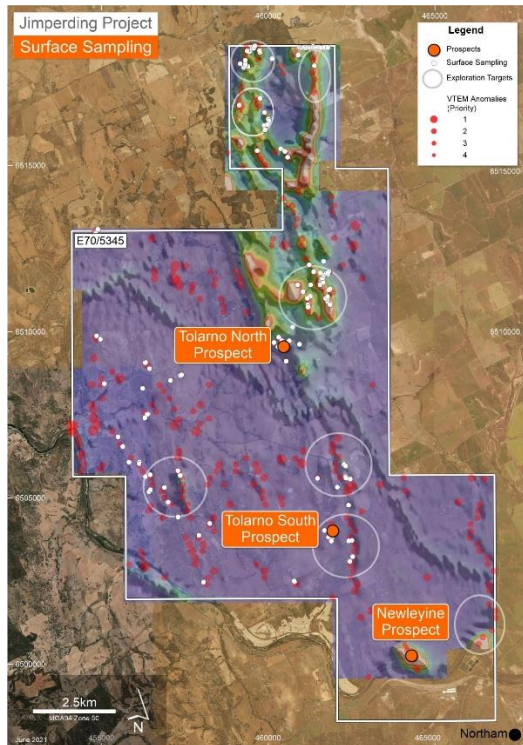 Jimperding Project
Surface Sampling
460000
465000
Legend
Prospects
Surface Sampling
Exploration Targets
VTEM Anomalies
(Priority)
1
2
3
4
6515000
6515000
E70/5345
6510000
6510000
Tolarno North
Prospect
6505000
6505000
Tolarno South
Prospect
Newleyine
Prospect
6500000
6500000
2.5km
MGA94 Zone 50
N
June 2021
455000
460000
465000
Northam